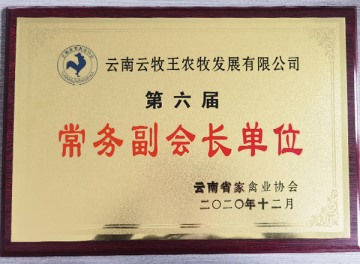 云南云牧王农牧发展有限公司
第六届
常务副会长单位
云南省家禽业协会
二〇二〇年十二月